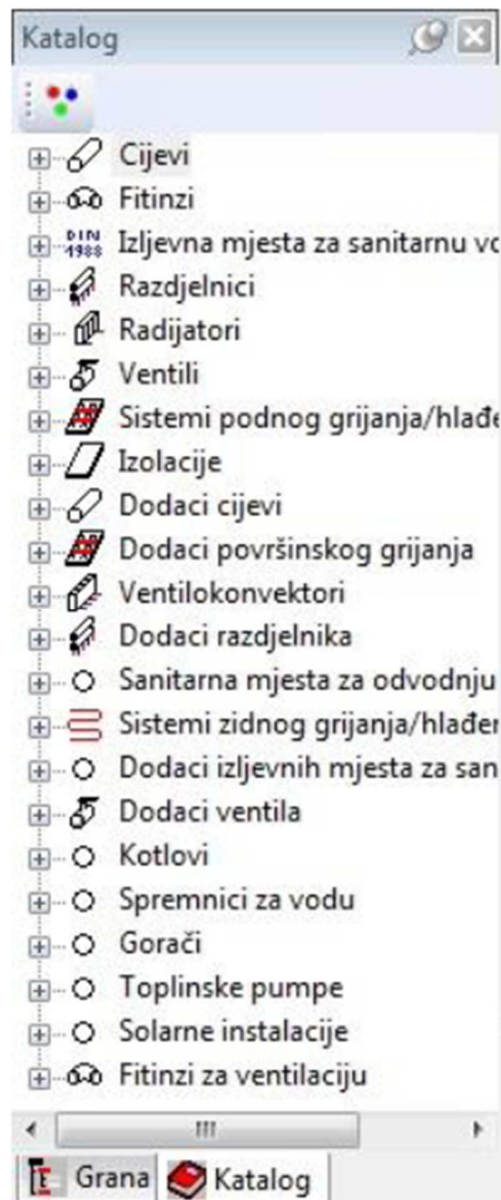 Katalog
Cijevi
Fitinzi
DIN 1988 Izljevna mjesta za sanitarnu vo
Razdjelnici
Radijatori
Ventili
Sistemi podnog grijanja/hlađe
Izolacije
Dodaci cijevi
Dodaci površinskog grijanja
Ventilokonvektori
Dodaci razdjelnika
Sanitarna mjesta za odvodnju
Sistemi zidnog grijanja/hlađen
Dodaci izljevnih mjesta za san
Dodaci ventila
Kotlovi
Spremnici za vodu
Gorači
Toplinske pumpe
Solarne instalacije
Fitinzi za ventilaciju
Grana Katalog